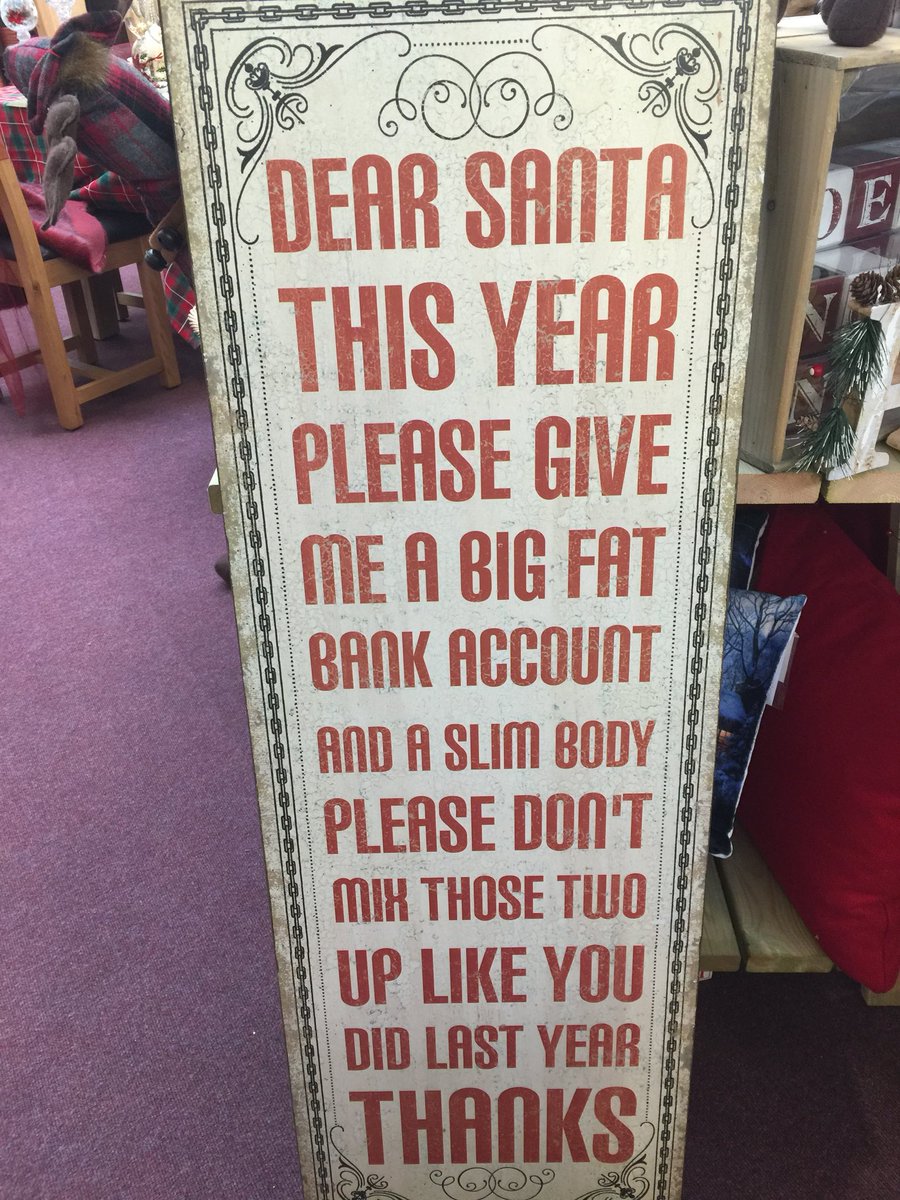 DEAR SANTA
THIS YEAR
PLEASE GIVE
ME A BIG FAT
BANK ACCOUNT
AND A SLIM BODY
PLEASE DON'T
MIX THOSE TWO
UP LIKE YOU
DID LAST YEAR
THANKS
DE
N